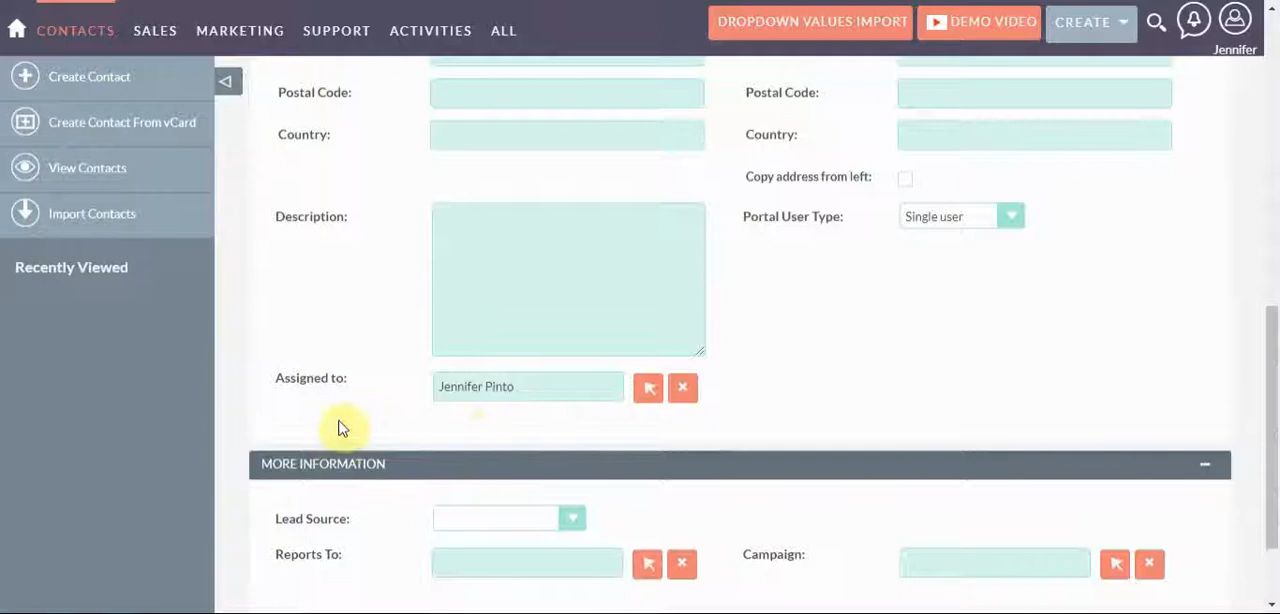 CONTACTS SALES MARKETING SUPPORT ACTIVITIES ALL
DROPDOWN VALUES IMPORT
DEMO VIDEO
CREATE
Jennifer
Create Contact
Create Contact From vCard
View Contacts
Import Contacts
Recently Viewed
Postal Code:
Postal Code:
Country:
Country:
Copy address from left:
Description:
Portal User Type:
Single user
Assigned to:
Jennifer Pinto
MORE INFORMATION
Lead Source:
Reports To:
Campaign: